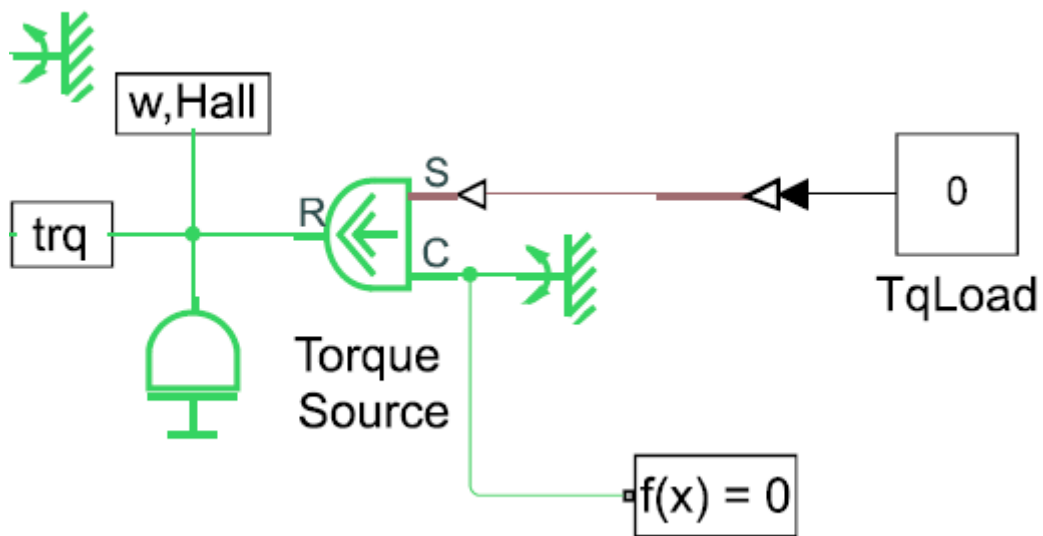 w,Hall
S
0
R
trq
C
TqLoad
Torque
Source
f(x) = 0